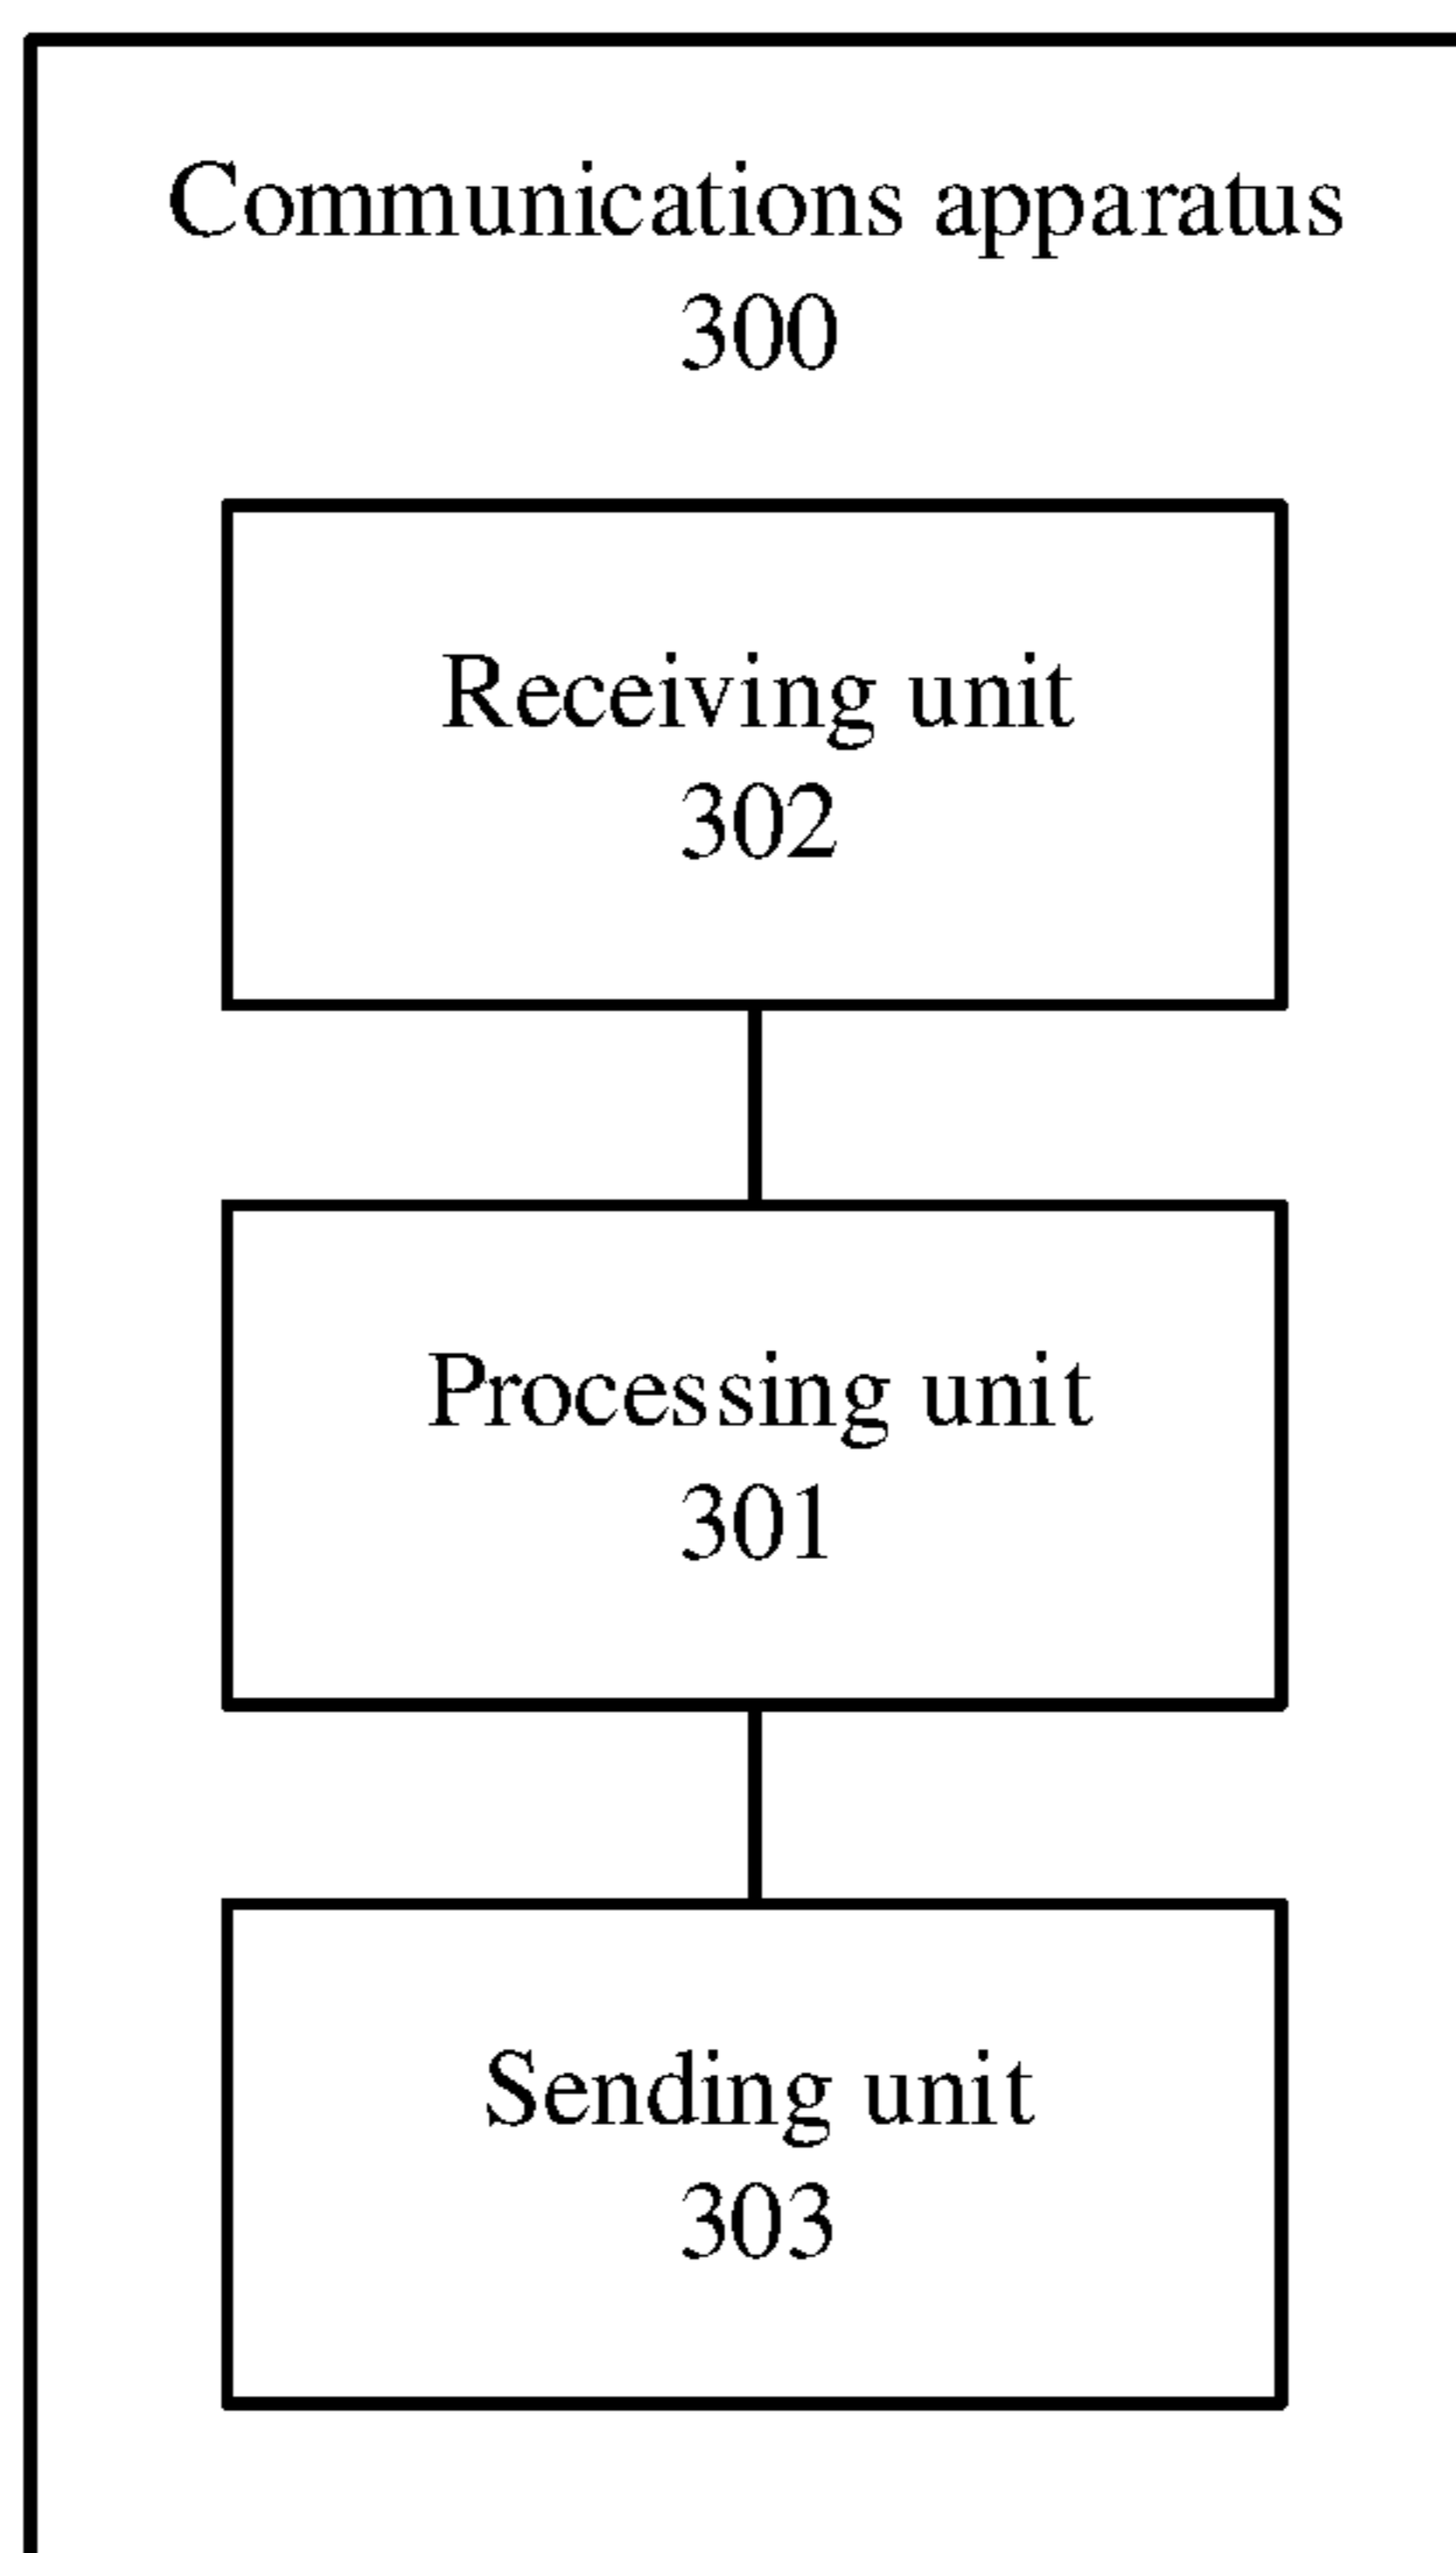 Communications apparatus
300
Receiving unit
302
Processing unit
301
Sending unit
303